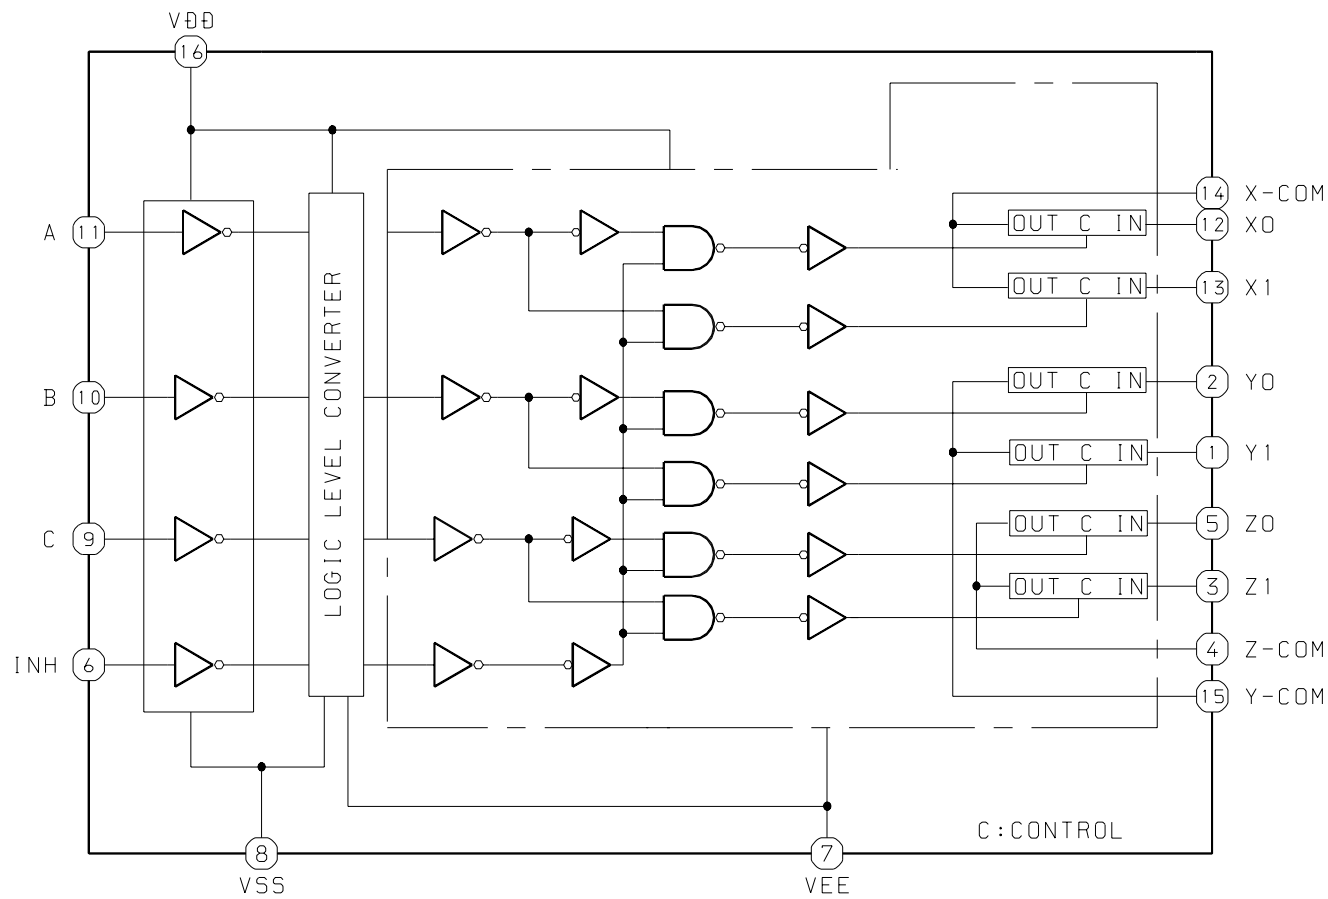 VĐĐ
16
14 X-COM
A 11
OUT C IN 12 X0
OUT C IN 13 X1
LOGIC LEVEL CONVERTER
OUT C IN 2 Y0
B 10
OUT C IN 1 Y1
OUT C IN 5 Z0
C 9
OUT C IN 3 Z1
4 Z-COM
INH 6
15 Y-COM
C:CONTROL
8
7
VSS
VEE